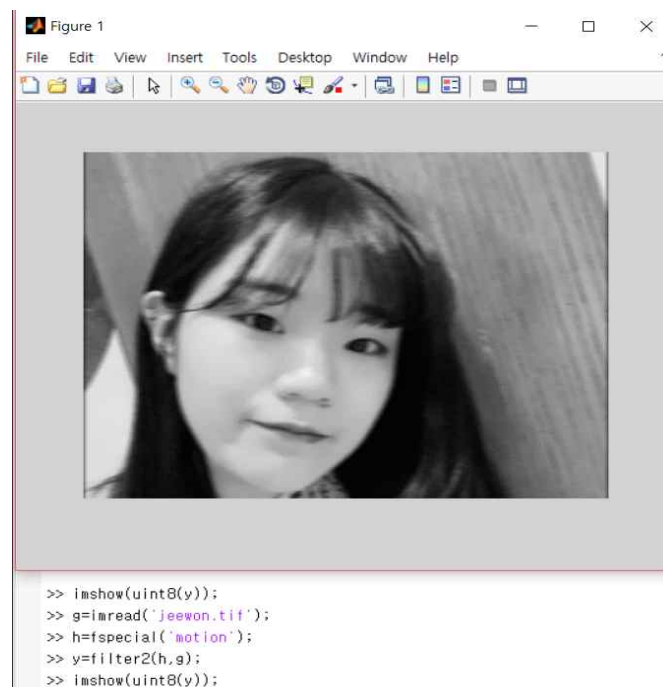 Figure 1
File Edit View Insert Tools Desktop Window Help
>> imshow(uint8(y));
>> g=imread('jeewon.tif');
>> h=fspecial('motion');
>> y=filter2(h,g);
>> imshow(uint8(y));